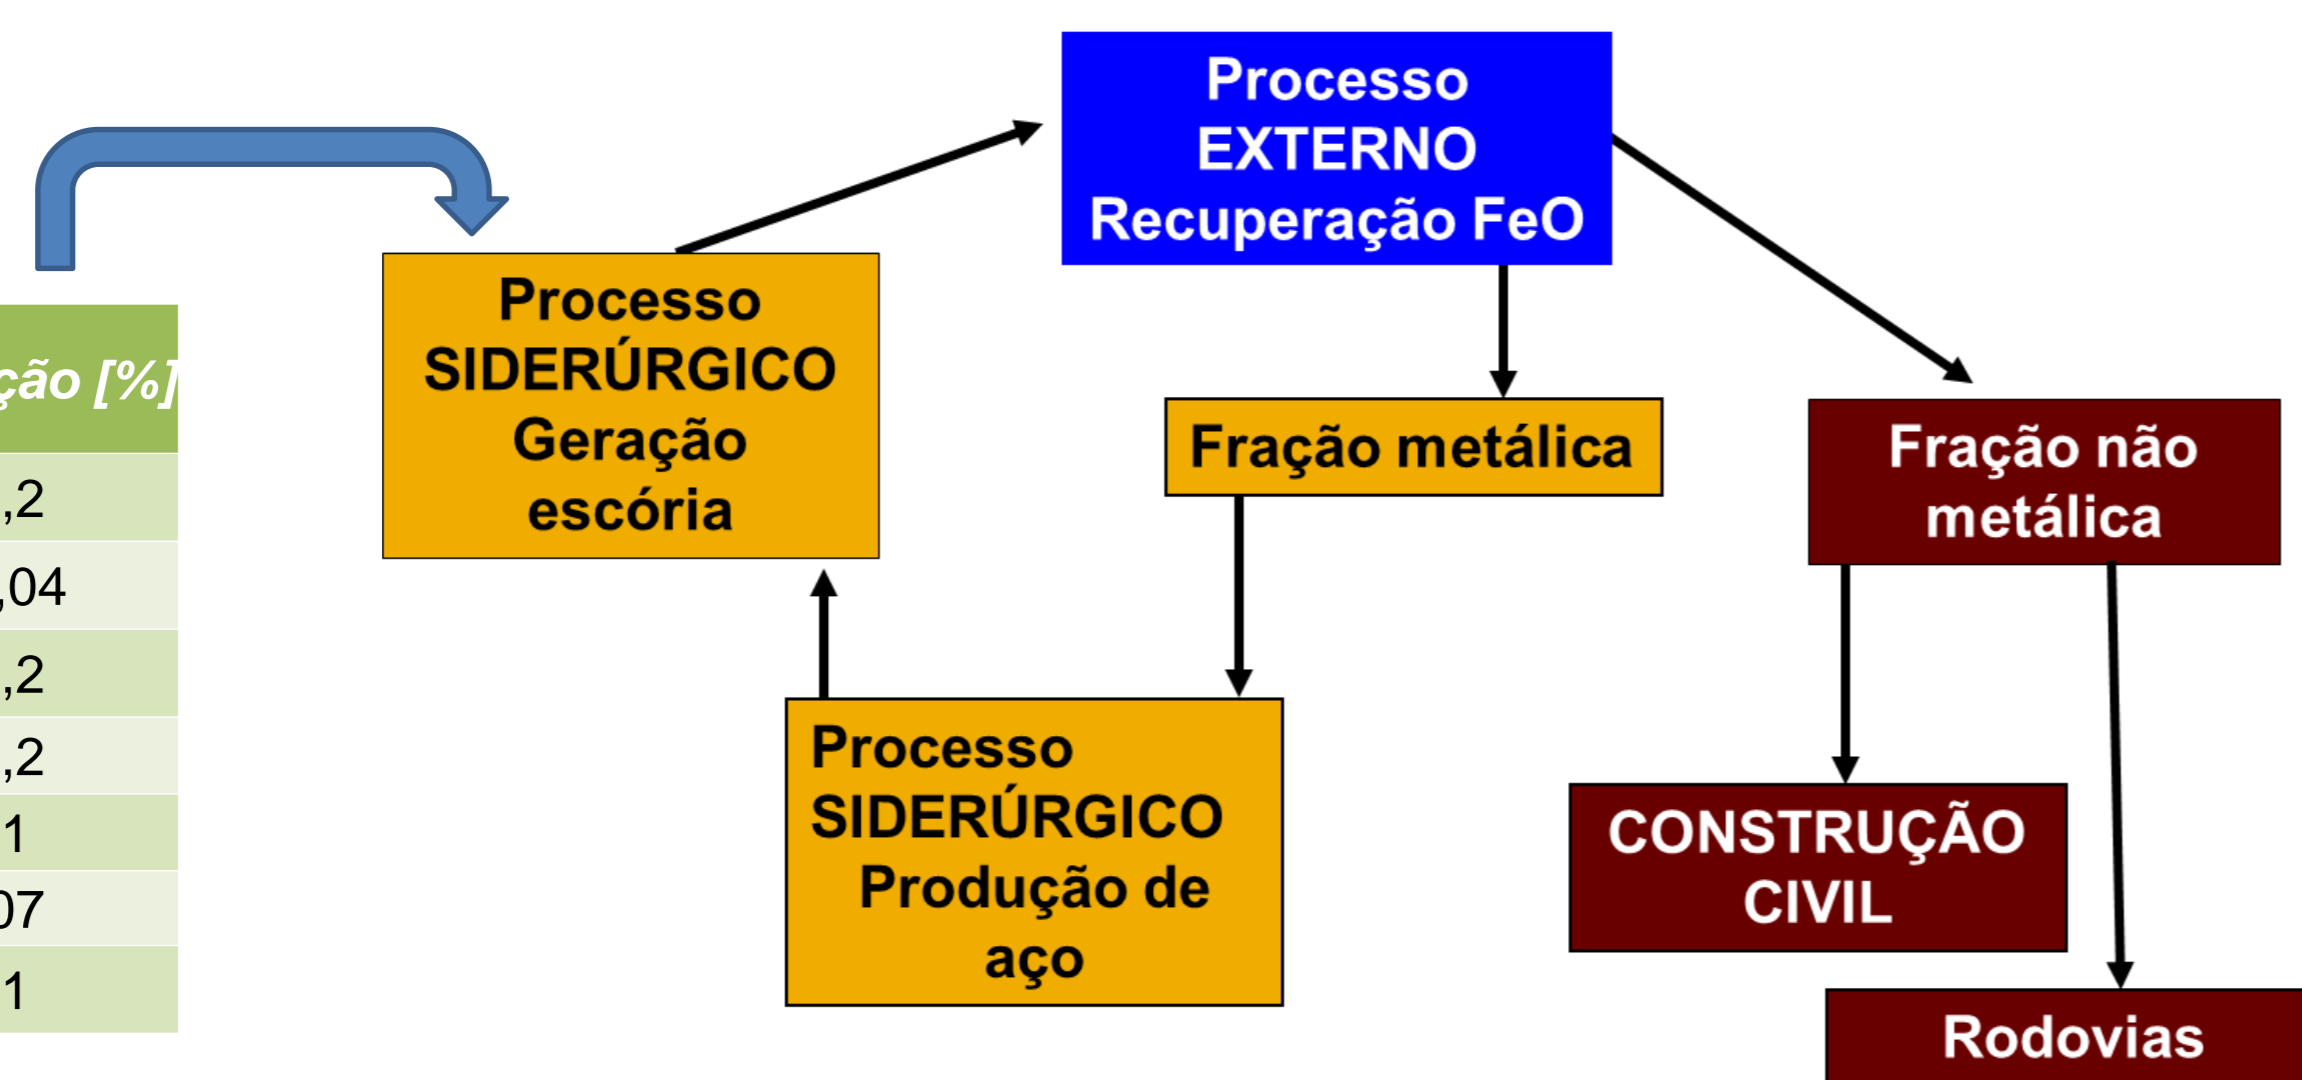 Processo
EXTERNO
Recuperação FeO
Processo
SIDERÚRGICO
Geração
escória
ção [%]
,2
,04
,2
,2
1
07
1
Fração metálica
Fração não
metálica
Processo
SIDERÚRGICO
Produção de
aço
CONSTRUÇÃO
CIVIL
Rodovias